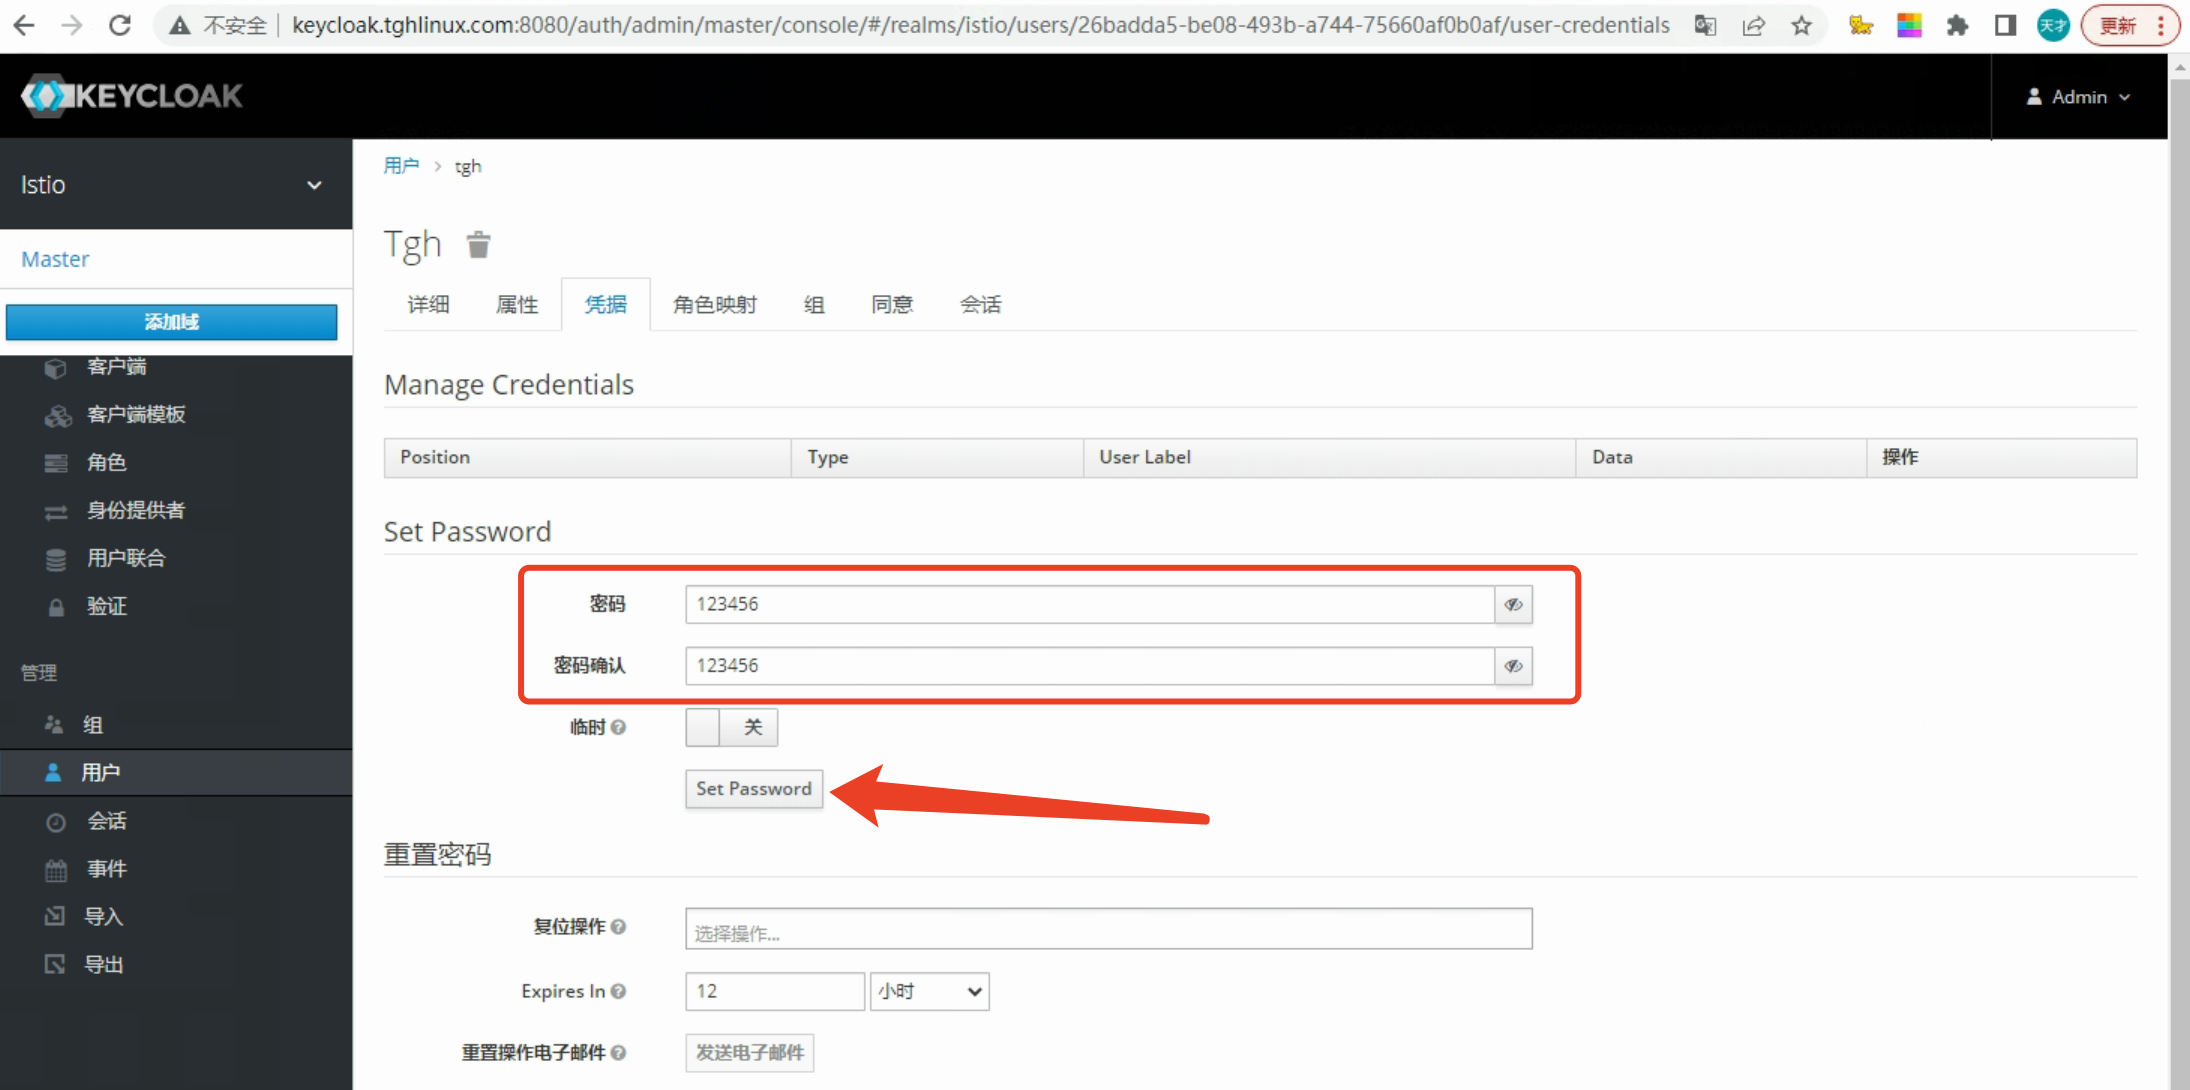 不安全 keycloak.tghlinux.com:8080/auth/admin/master/console/#/realms/istio/users/26badda5-be08-493b-a744-75660af0b0af/user-credentials 天才 更新
KEYCLOAK
Admin
Istio
Master
添加域
客户端
客户端模板
角色
身份提供者
用户联合
验证
管理
组
用户
会话
事件
导入
导出
用户 > tgh
Tgh
详细 属性 凭据 角色映射 组 同意 会话
Manage Credentials
Position Type User Label Data 操作
Set Password
密码 123456
密码确认 123456
临时 关
Set Password
重置密码
复位操作 选择操作...
Expires In 12 小时
重置操作电子邮件 发送电子邮件